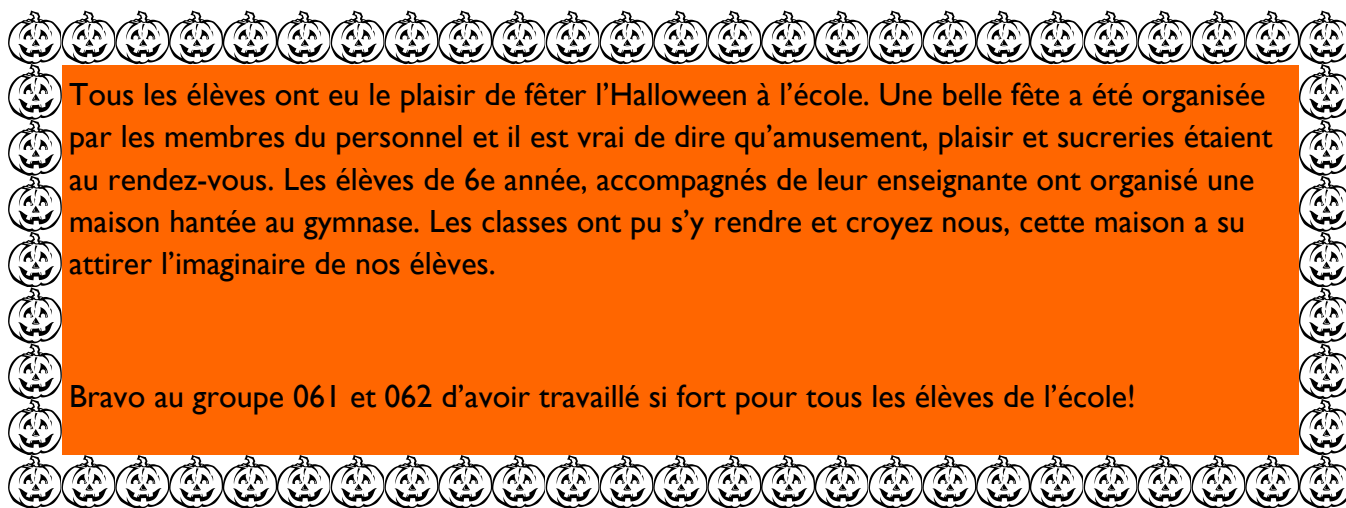 Tous les élèves ont eu le plaisir de fêter l’Halloween à l’école. Une belle fête a été organisée
par les membres du personnel et il est vrai de dire qu’amusement, plaisir et sucreries étaient
au rendez-vous. Les élèves de 6e année, accompagnés de leur enseignante ont organisé une
maison hantée au gymnase. Les classes ont pu s’y rendre et croyez nous, cette maison a su
attirer l’imaginaire de nos élèves.
Bravo au groupe 061 et 062 d’avoir travaillé si fort pour tous les élèves de l’école!